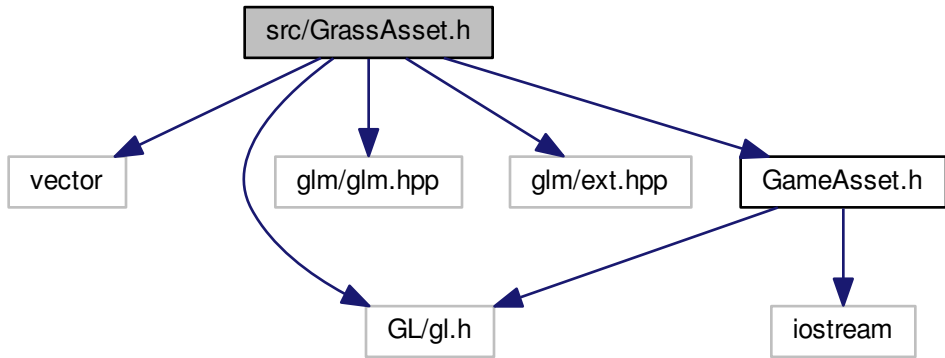 src/GrassAsset.h
vector
glm/glm.hpp
glm/ext.hpp
GameAsset.h
GL/gl.h
iostream